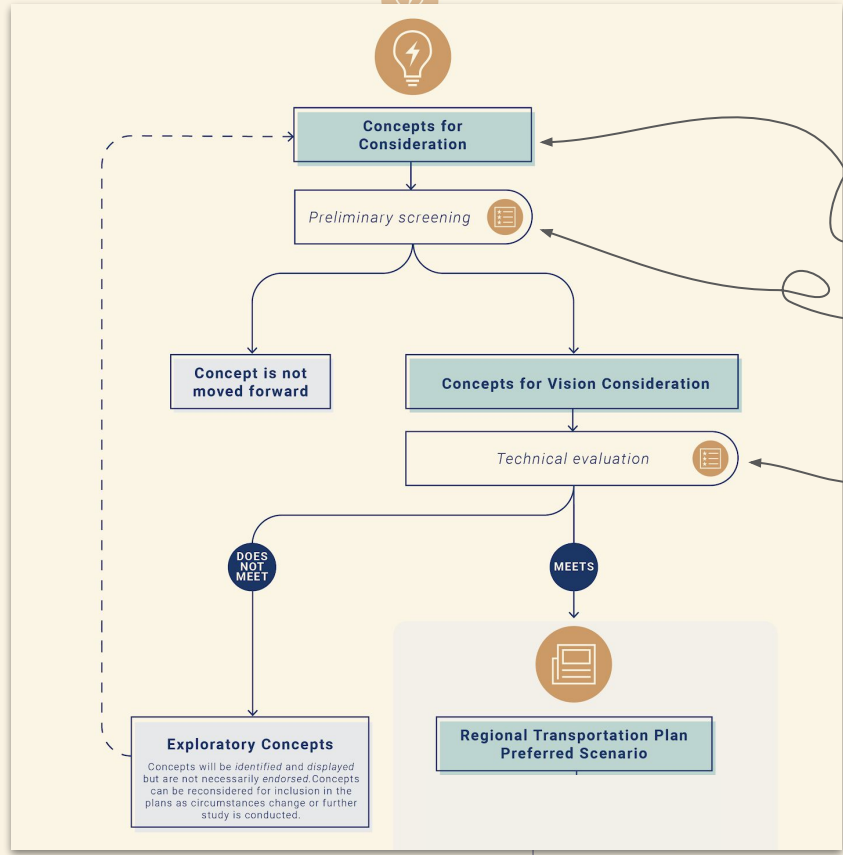 Concepts for
Consideration
Preliminary screening
Concept is not
moved forward
Concepts for Vision Consideration
Technical evaluation
DOES
NOT
MEET
MEETS
Exploratory Concepts
Concepts will be identified and displayed
but are not necessarily endorsed.Concepts
can be reconsidered for inclusion in the
plans as circumstances change or further
study is conducted.
Regional Transportation Plan
Preferred Scenario